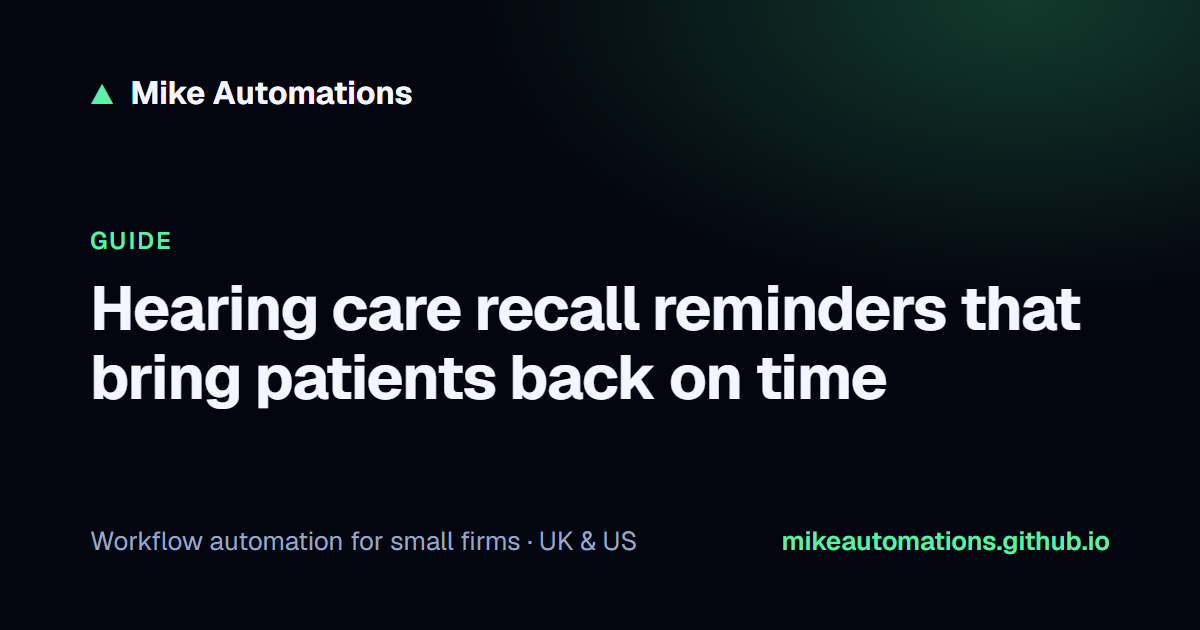 Mike Automations
GUIDE
Hearing care recall reminders that
bring patients back on time
Workflow automation for small firms · UK & US
mikeautomations.github.io